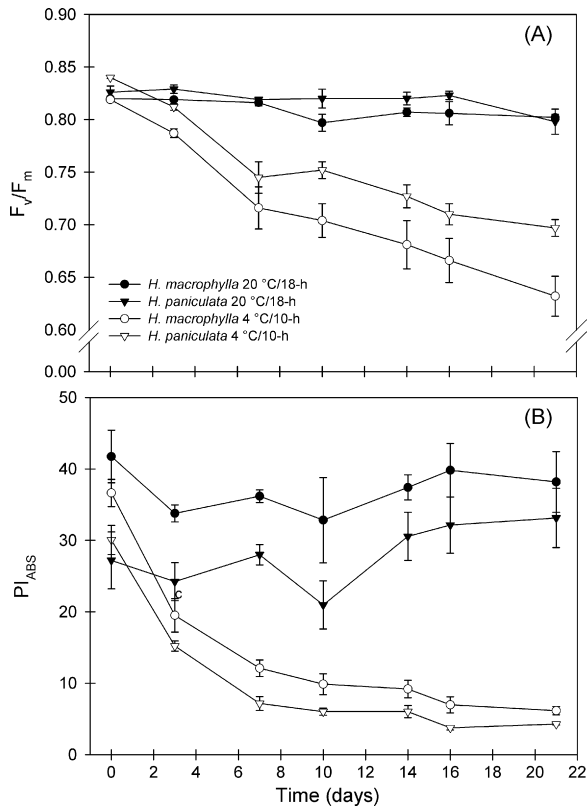 (A)
0.90
0.85
0.80
0.75
0.70
0.65
0.60
0.00
Fv/Fm
H. macrophylla 20 °C/18-h
H. paniculata 20 °C/18-h
H. macrophylla 4 °C/10-h
H. paniculata 4 °C/10-h
(B)
50
40
30
20
10
0
PIABS
c
0 2 4 6 8 10 12 14 16 18 20 22
Time (days)